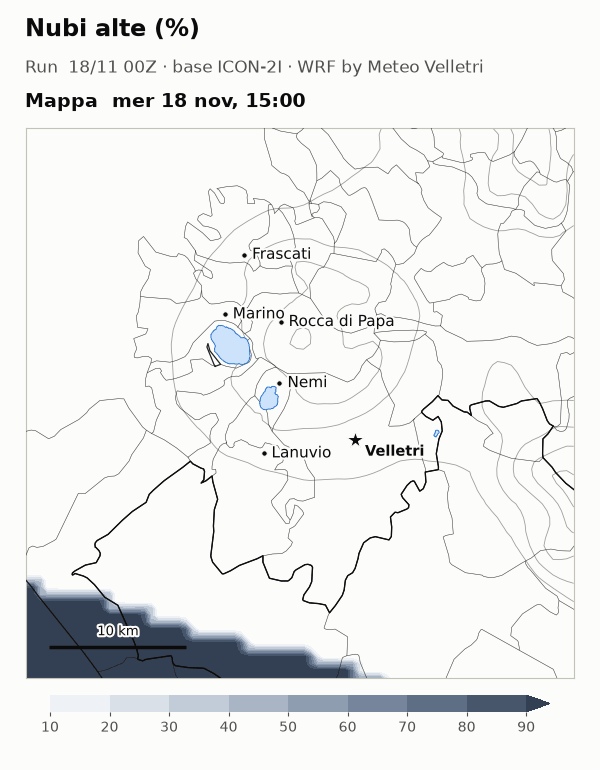 Nubi alte (%)
Run 18/11 00Z · base ICON-2I · WRF by Meteo Velletri
Mappa mer 18 nov, 15:00
Frascati
Marino
Rocca di Papa
Nemi
Velletri
Lanuvio
10 km
10 20 30 40 50 60 70 80 90